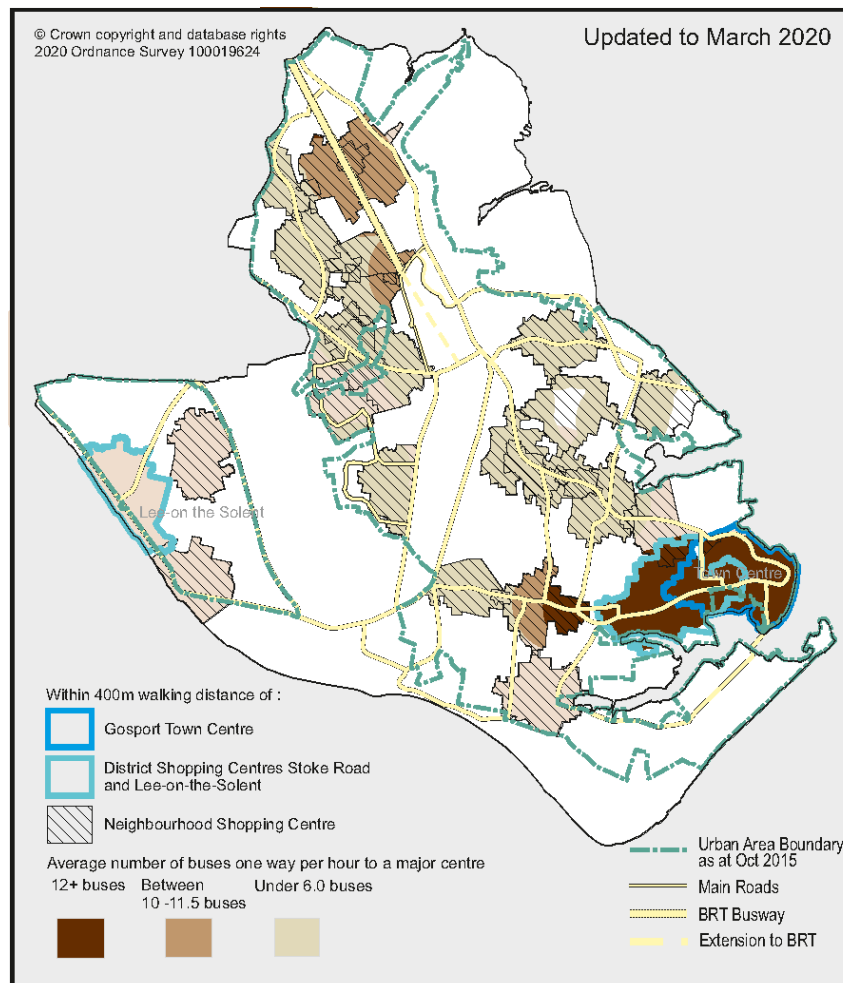 © Crown copyright and database rights
2020 Ordnance Survey 100019624
Updated to March 2020
Lee-on the Solent
Town Centre
Within 400m walking distance of :
Gosport Town Centre
District Shopping Centres Stoke Road
and Lee-on-the-Solent
Neighbourhood Shopping Centre
Average number of buses one way per hour to a major centre
12+ buses
Between
10 -11.5 buses
Under 6.0 buses
Urban Area Boundary
as at Oct 2015
Main Roads
BRT Busway
Extension to BRT